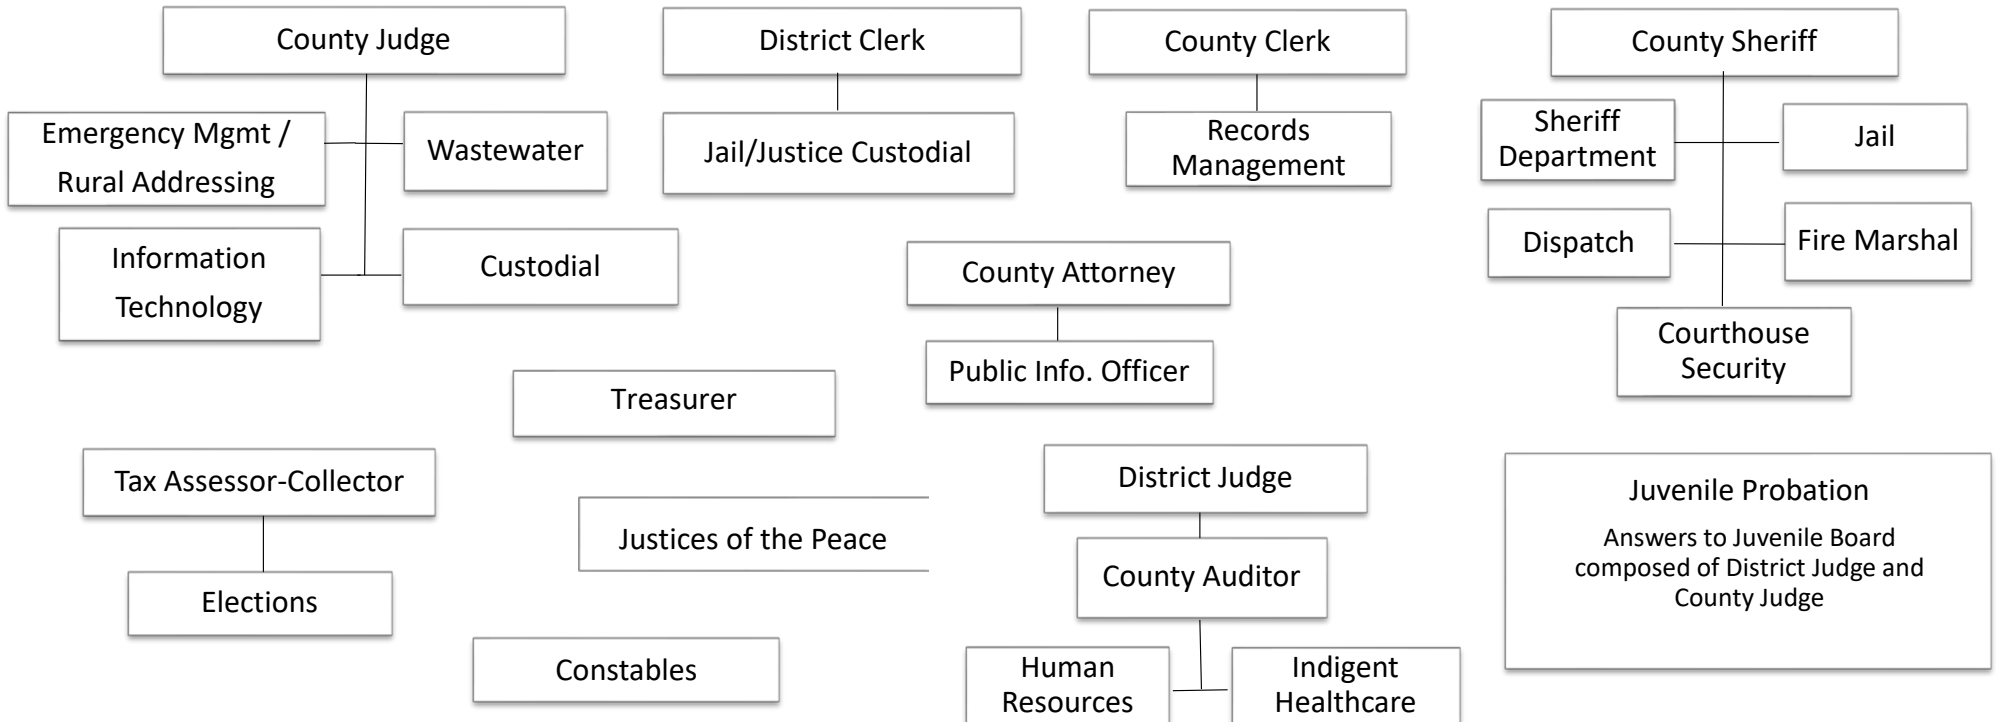 County Judge
District Clerk
County Clerk
County Sheriff
Emergency Mgmt /
Rural Addressing
Wastewater
Jail/Justice Custodial
Records
Management
Sheriff
Department
Jail
Information
Technology
Custodial
County Attorney
Dispatch
Fire Marshal
Public Info. Officer
Courthouse
Security
Treasurer
Tax Assessor-Collector
District Judge
Juvenile Probation
Answers to Juvenile Board
composed of District Judge and
County Judge
Justices of the Peace
County Auditor
Elections
Constables
Human
Resources
Indigent
Healthcare